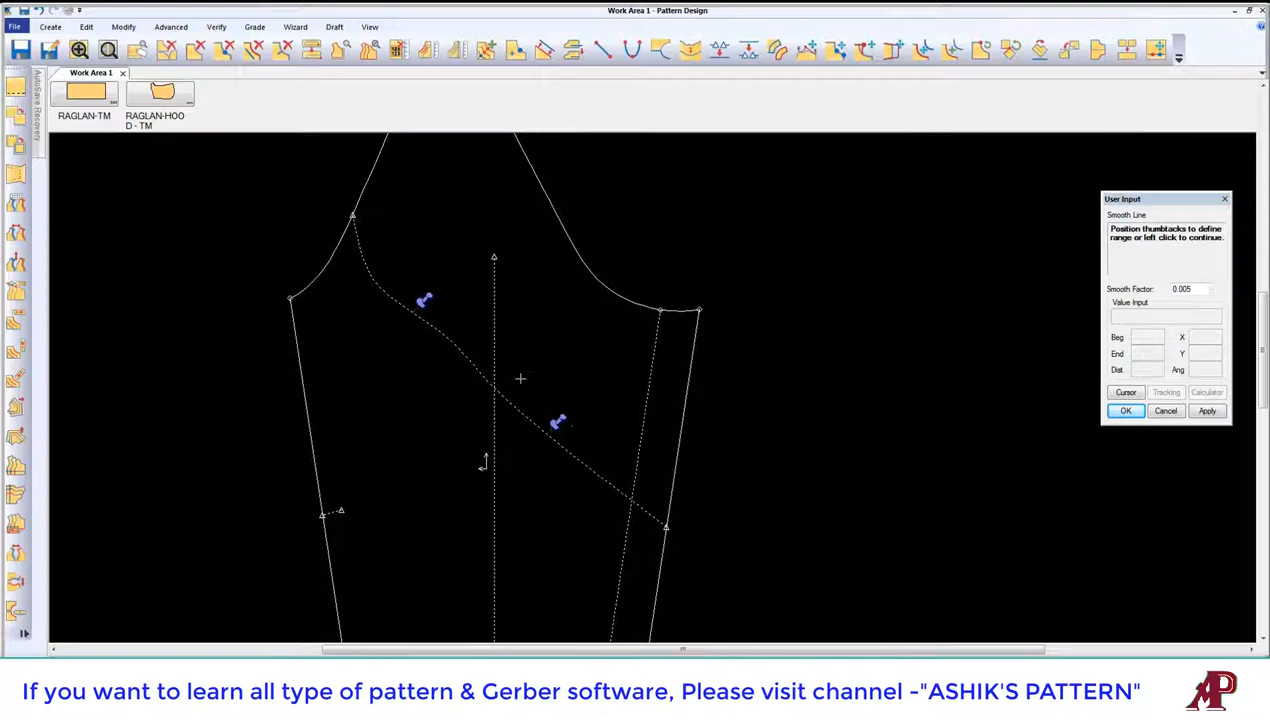 Work Area 1 - Pattern Design
File Create Edit Modify Advanced Verify Grade Wizard Draft View
Work Area 1
AutoSave Recovery
RAGLAN-TM
RAGLAN-HOO
D - TM
User Input
Smooth Line
Position thumbtacks to define
range or left click to continue.
Smooth Factor: 0.005
Value Input
Beg X
End Y
Dist Ang
Cursor Tracking Calculator
OK Cancel Apply
If you want to learn all type of pattern & Gerber software, Please visit channel -"ASHIK'S PATTERN"
AP